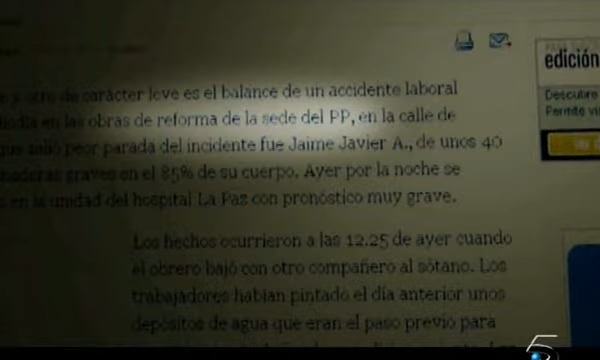 edición
y otro de carácter leve es el balance de un accidente laboral
Descubre
en las obras de reforma de la sede del PP, en la calle de
Permite
que salió peor parada del incidente fue Jaime Javier A., de unos 40
graves en el 85% de su cuerpo. Ayer por la noche se
en la unidad del hospital La Paz con pronóstico muy grave.
Los hechos ocurrieron a las 12.25 de ayer cuando
el obrero bajó con otro compañero al sótano. Los
trabajadores habían pintado el día anterior unos
depósitos de agua que eran el paso previo para
5